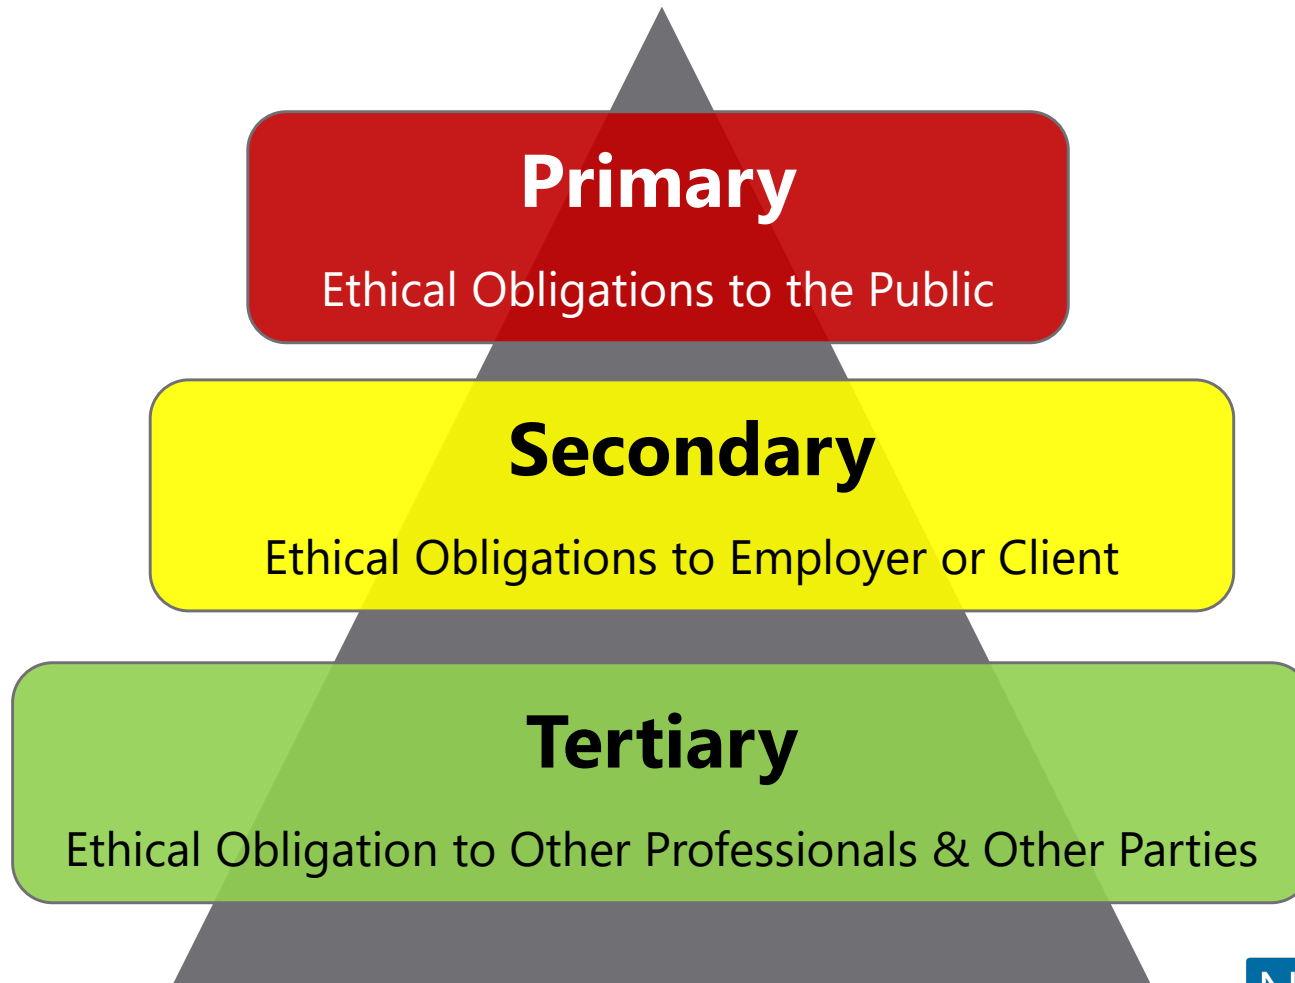 Primary
Ethical Obligations to the Public
Secondary
Ethical Obligations to Employer or Client
Tertiary
Ethical Obligation to Other Professionals & Other Parties